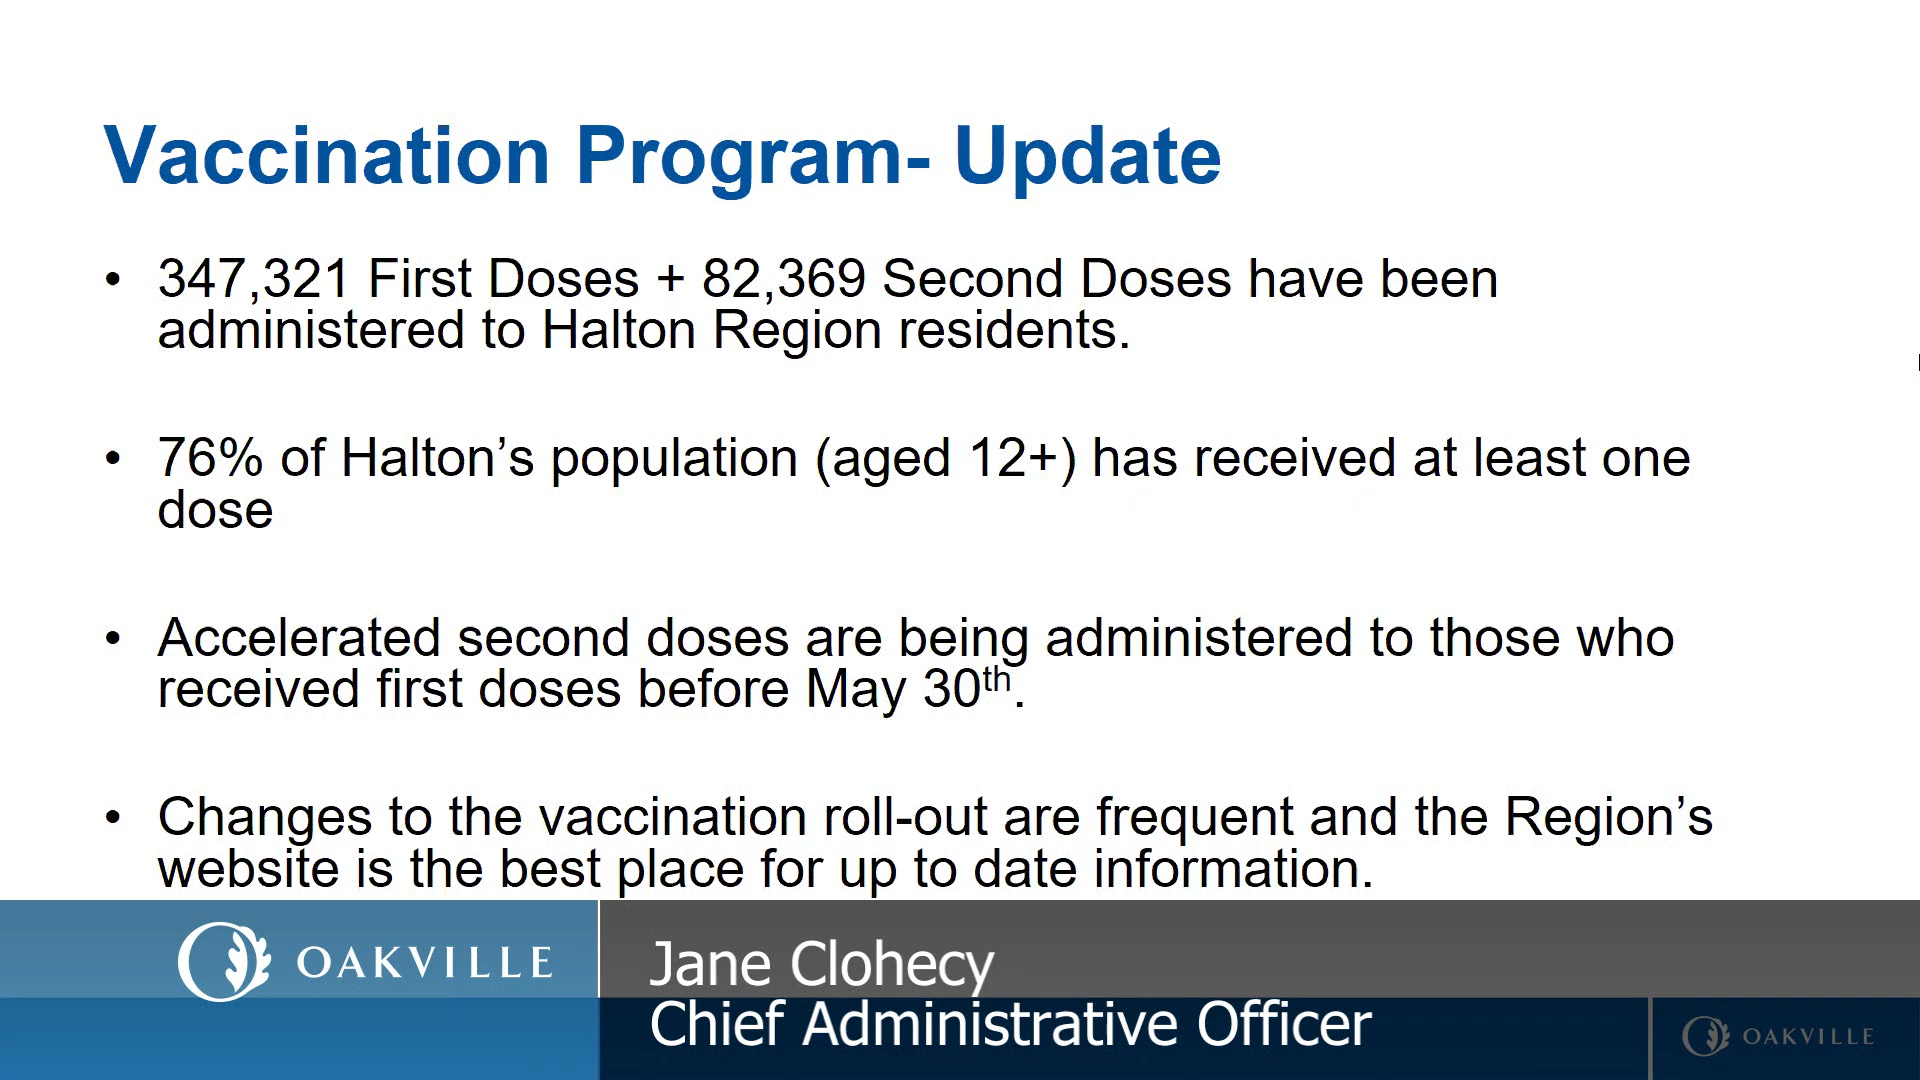 Vaccination Program- Update
• 347,321 First Doses + 82,369 Second Doses have been
administered to Halton Region residents.
• 76% of Halton’s population (aged 12+) has received at least one
dose
• Accelerated second doses are being administered to those who
received first doses before May 30th.
• Changes to the vaccination roll-out are frequent and the Region’s
website is the best place for up to date information.
OAKVILLE
Jane Clohecy
Chief Administrative Officer
OAKVILLE